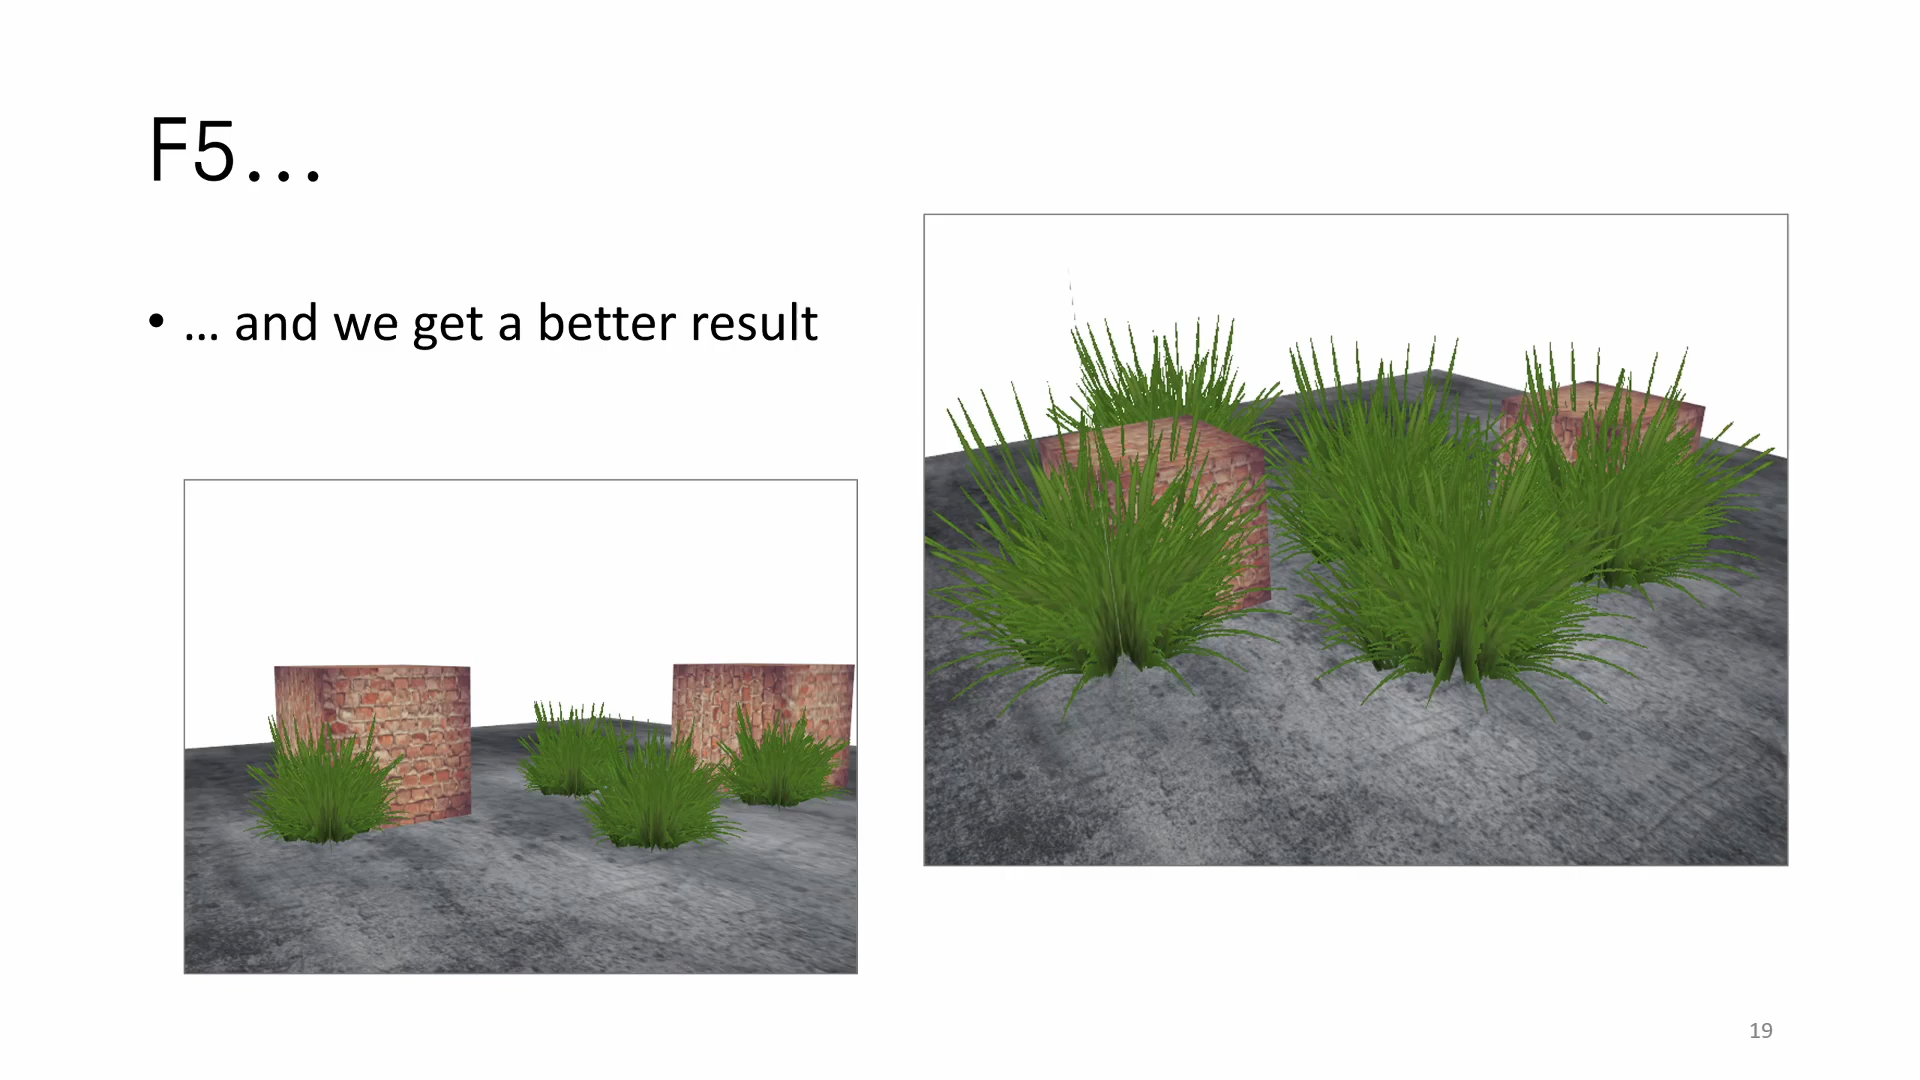 F5…
• … and we get a better result
19